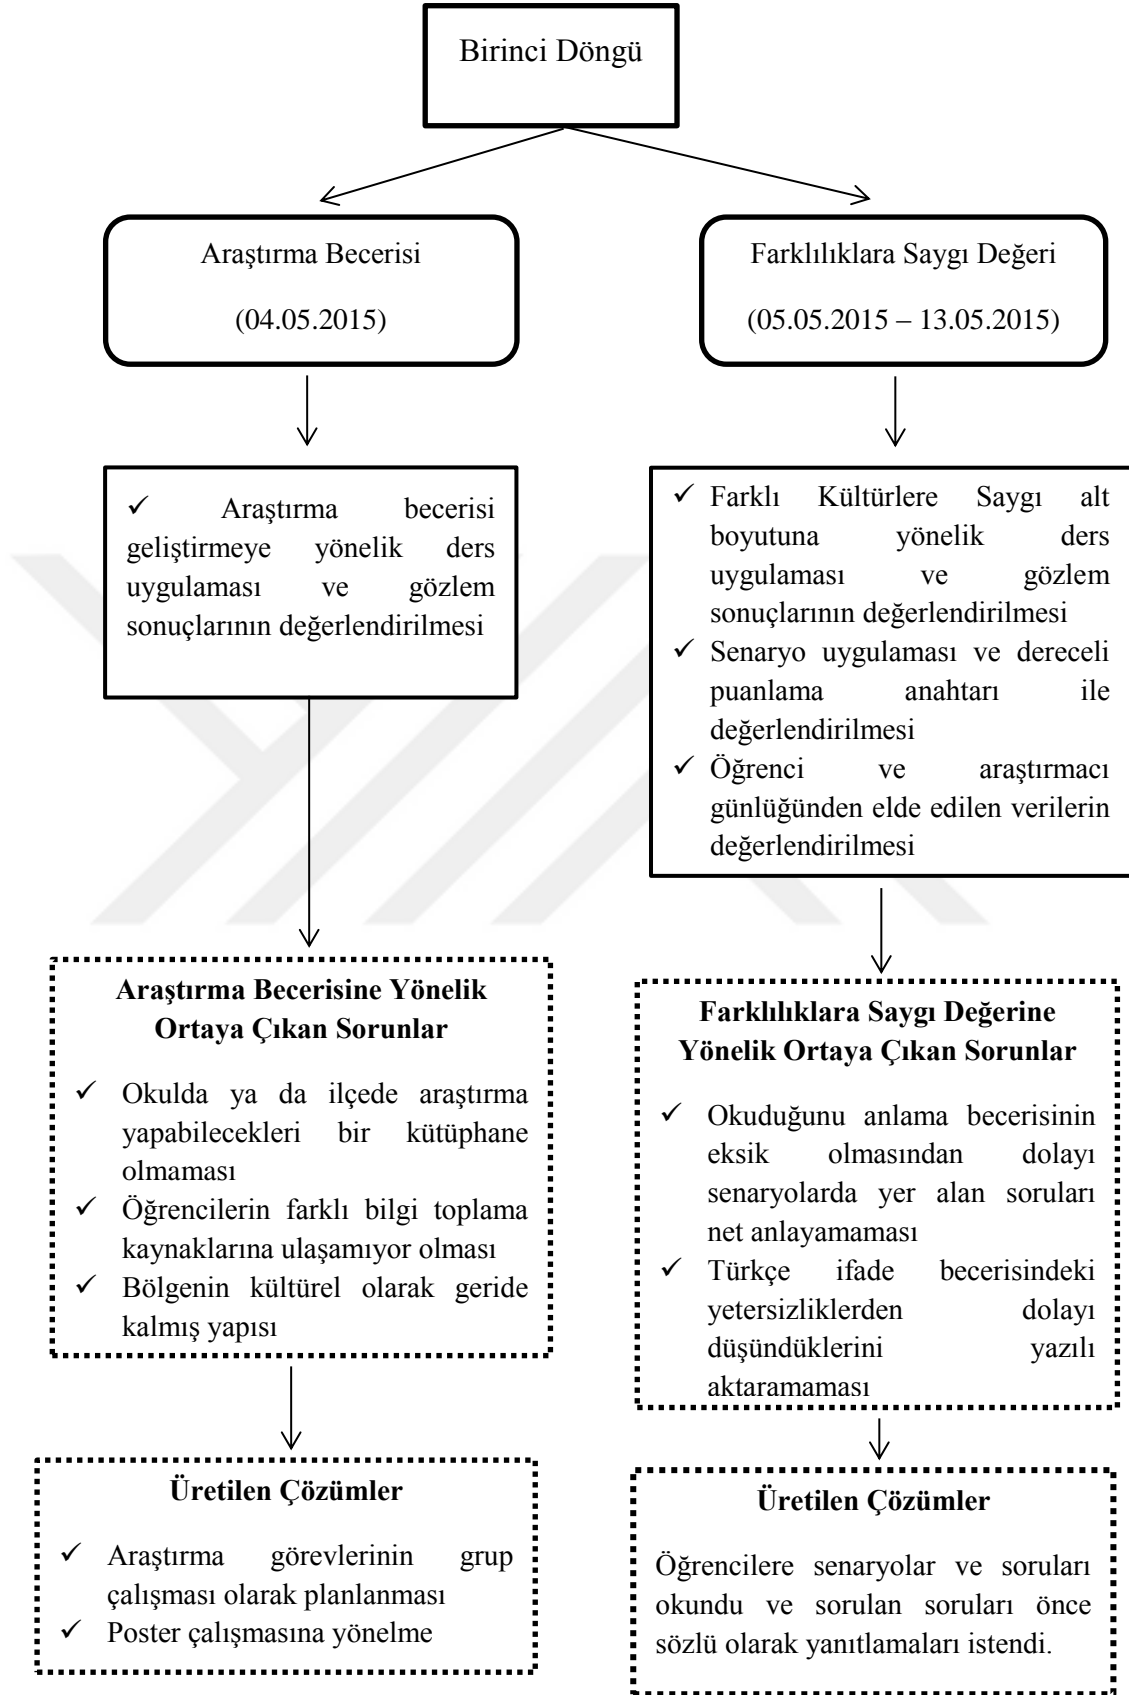 Birinci Döngü
Araştırma Becerisi
(04.05.2015)
Farklılıklara Saygı Değeri
(05.05.2015 – 13.05.2015)
✓ Araştırma becerisi
geliştirmeye yönelik ders
uygulaması ve gözlem
sonuçlarının değerlendirilmesi
✓ Farklı Kültürlere Saygı alt
boyutuna yönelik ders
uygulaması ve gözlem
sonuçlarının değerlendirilmesi
✓ Senaryo uygulaması ve dereceli
puanlama anahtarı ile
değerlendirilmesi
✓ Öğrenci ve araştırmacı
günlüğünden elde edilen verilerin
değerlendirilmesi
Araştırma Becerisine Yönelik
Ortaya Çıkan Sorunlar
✓ Okulda ya da ilçede araştırma
yapabilecekleri bir kütüphane
olmaması
✓ Öğrencilerin farklı bilgi toplama
kaynaklarına ulaşamıyor olması
✓ Bölgenin kültürel olarak geride
kalmış yapısı
Farklılıklara Saygı Değerine
Yönelik Ortaya Çıkan Sorunlar
✓ Okuduğunu anlama becerisinin
eksik olmasından dolayı
senaryolarda yer alan soruları
net anlayamaması
✓ Türkçe ifade becerisindeki
yetersizliklerden dolayı
düşündüklerini yazılı
aktaramaması
Üretilen Çözümler
✓ Araştırma görevlerinin grup
çalışması olarak planlanması
✓ Poster çalışmasına yönelme
Üretilen Çözümler
Öğrencilere senaryolar ve soruları
okundu ve sorulan soruları önce
sözlü olarak yanıtlamaları istendi.